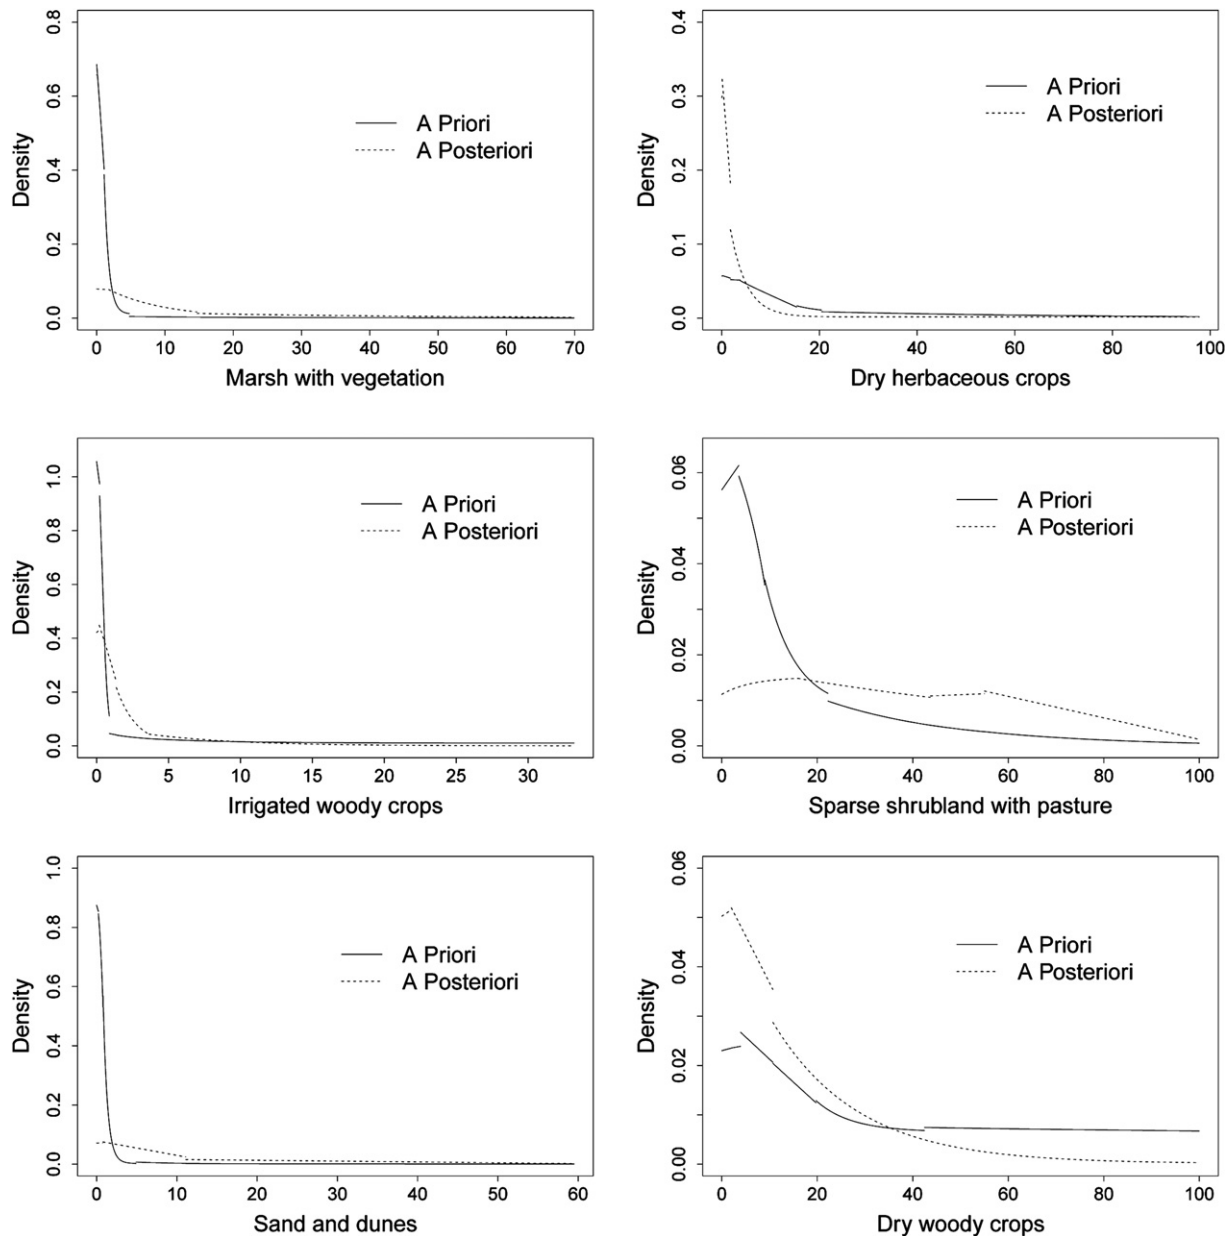 0.8
0.6
0.4
0.2
0.0
Density
A Priori
A Posteriori
0 10 20 30 40 50 60 70
Marsh with vegetation
0.4
0.3
0.2
0.1
0.0
Density
A Priori
A Posteriori
0 20 40 60 80 100
Dry herbaceous crops
1.0
0.8
0.6
0.4
0.2
0.0
Density
A Priori
A Posteriori
0 5 10 15 20 25 30
Irrigated woody crops
0.06
0.04
0.02
0.00
Density
A Priori
A Posteriori
0 20 40 60 80 100
Sparse shrubland with pasture
1.0
0.8
0.6
0.4
0.2
0.0
Density
A Priori
A Posteriori
0 10 20 30 40 50 60
Sand and dunes
0.06
0.04
0.02
0.00
Density
A Priori
A Posteriori
0 20 40 60 80 100
Dry woody crops